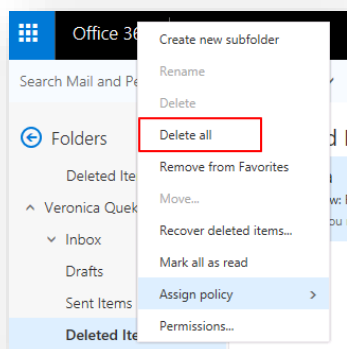 Office 36
Create new subfolder
Search Mail and Pe
Rename
Delete
Folders
Delete all
Deleted Ite
Remove from Favorites
Veronica Quek
Move...
w:
Inbox
Recover deleted items...
Drafts
Mark all as read
Sent Items
Assign policy
Deleted Ite
Permissions...